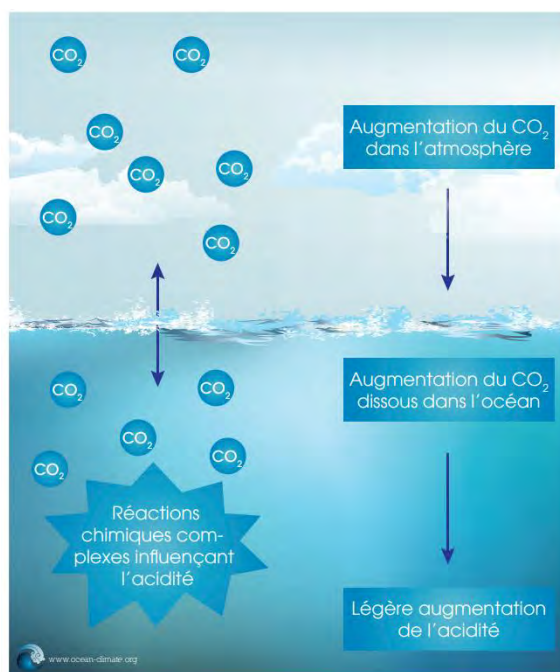 CO2
CO2
CO2
CO2
CO2
CO2
CO2
Augmentation du CO2
dans l'atmosphère
CO2
CO2
CO2
CO2
CO2
Augmentation du CO2
dissous dans l'océan
Réactions
chimiques com-
plexes influençant
l'acidité
Légère augmentation
de l'acidité
www.ocean-climate.org